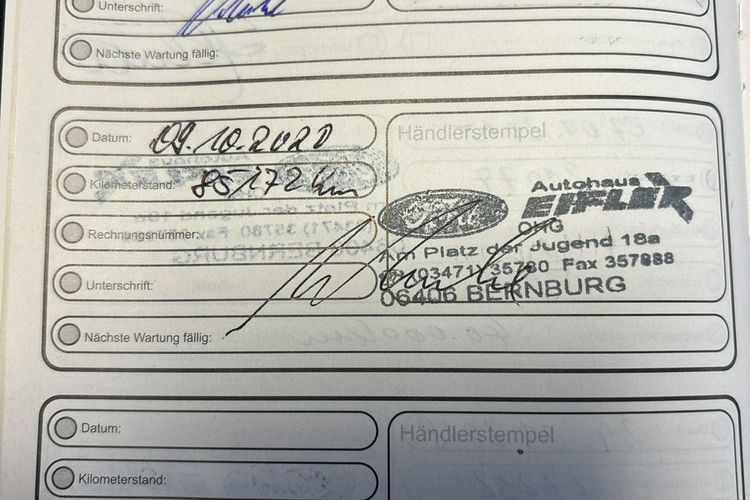 Unterschrift:
Nächste Wartung fällig:
Datum: 09.10.2020
Kilometerstand: 85172 km
Rechnungsnummer:
Unterschrift:
Nächste Wartung fällig:
Händlerstempel
Autohaus
EIFLER
OHG
Am Platz der Jugend 18a
(03471) 35780 Fax 357888
06406 BERNBURG
Datum:
Kilometerstand:
Händlerstempel